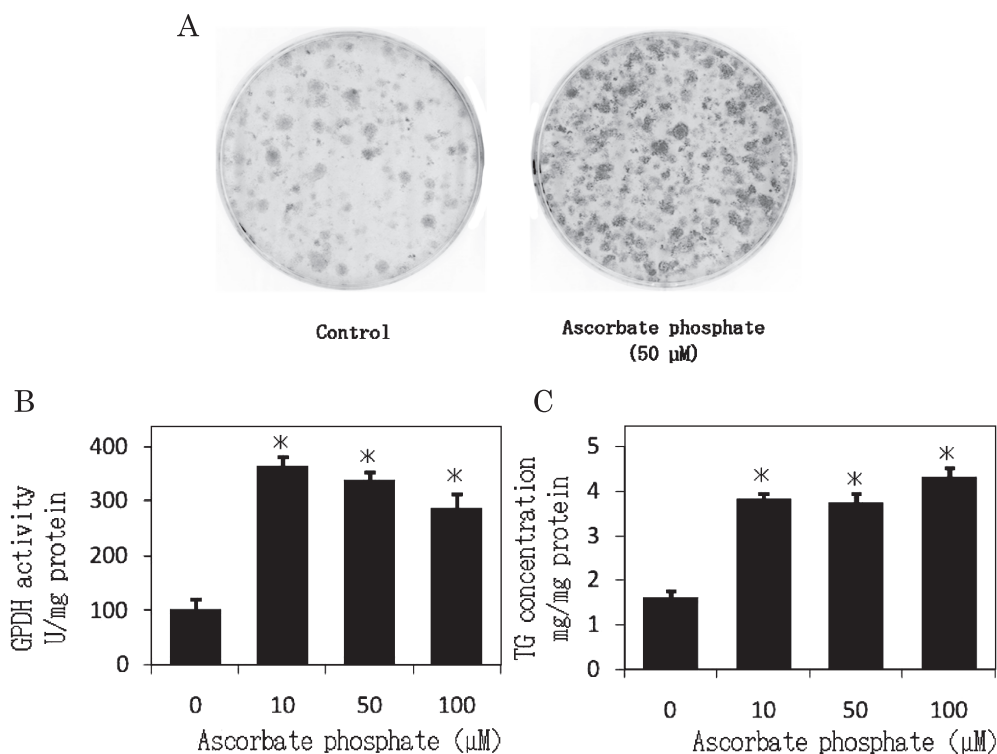 A
Control
Ascorbate phosphate
(50 μM)
B
GPDH activity
U/mg protein
400
300
200
100
0
*
*
*
0 10 50 100
Ascorbate phosphate (μM)
C
TG concentration
mg/mg protein
5
4
3
2
1
0
*
*
*
0 10 50 100
Ascorbate phosphate (μM)